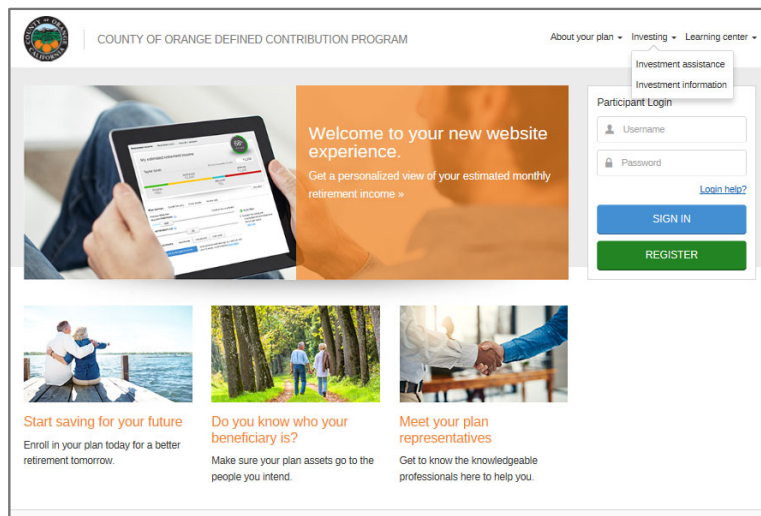 COUNTY OF ORANGE DEFINED CONTRIBUTION PROGRAM
About your plan Investing Learning center
Investment assistance
Investment information
Welcome to your new website
experience.
Get a personalized view of your estimated monthly
retirement income »
Participant Login
Username
Password
Login help?
SIGN IN
REGISTER
Start saving for your future
Enroll in your plan today for a better
retirement tomorrow.
Do you know who your
beneficiary is?
Make sure your plan assets go to the
people you intend.
Meet your plan
representatives
Get to know the knowledgeable
professionals here to help you.